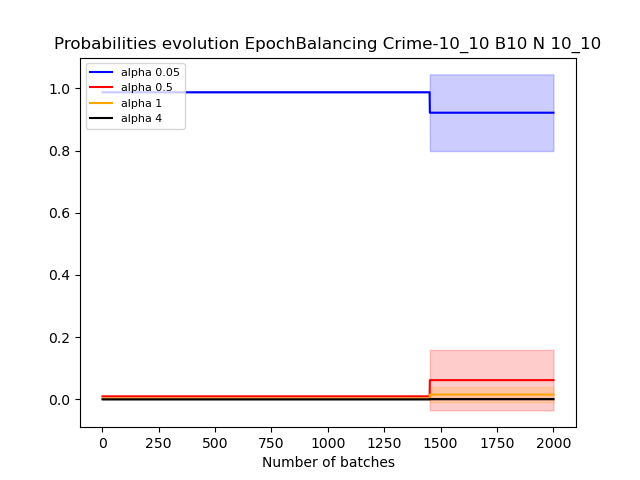 Probabilities evolution EpochBalancing Crime-10_10 B10 N 10_10
alpha 0.05
alpha 0.5
alpha 1
alpha 4
1.0
0.8
0.6
0.4
0.2
0.0
0 250 500 750 1000 1250 1500 1750 2000
Number of batches